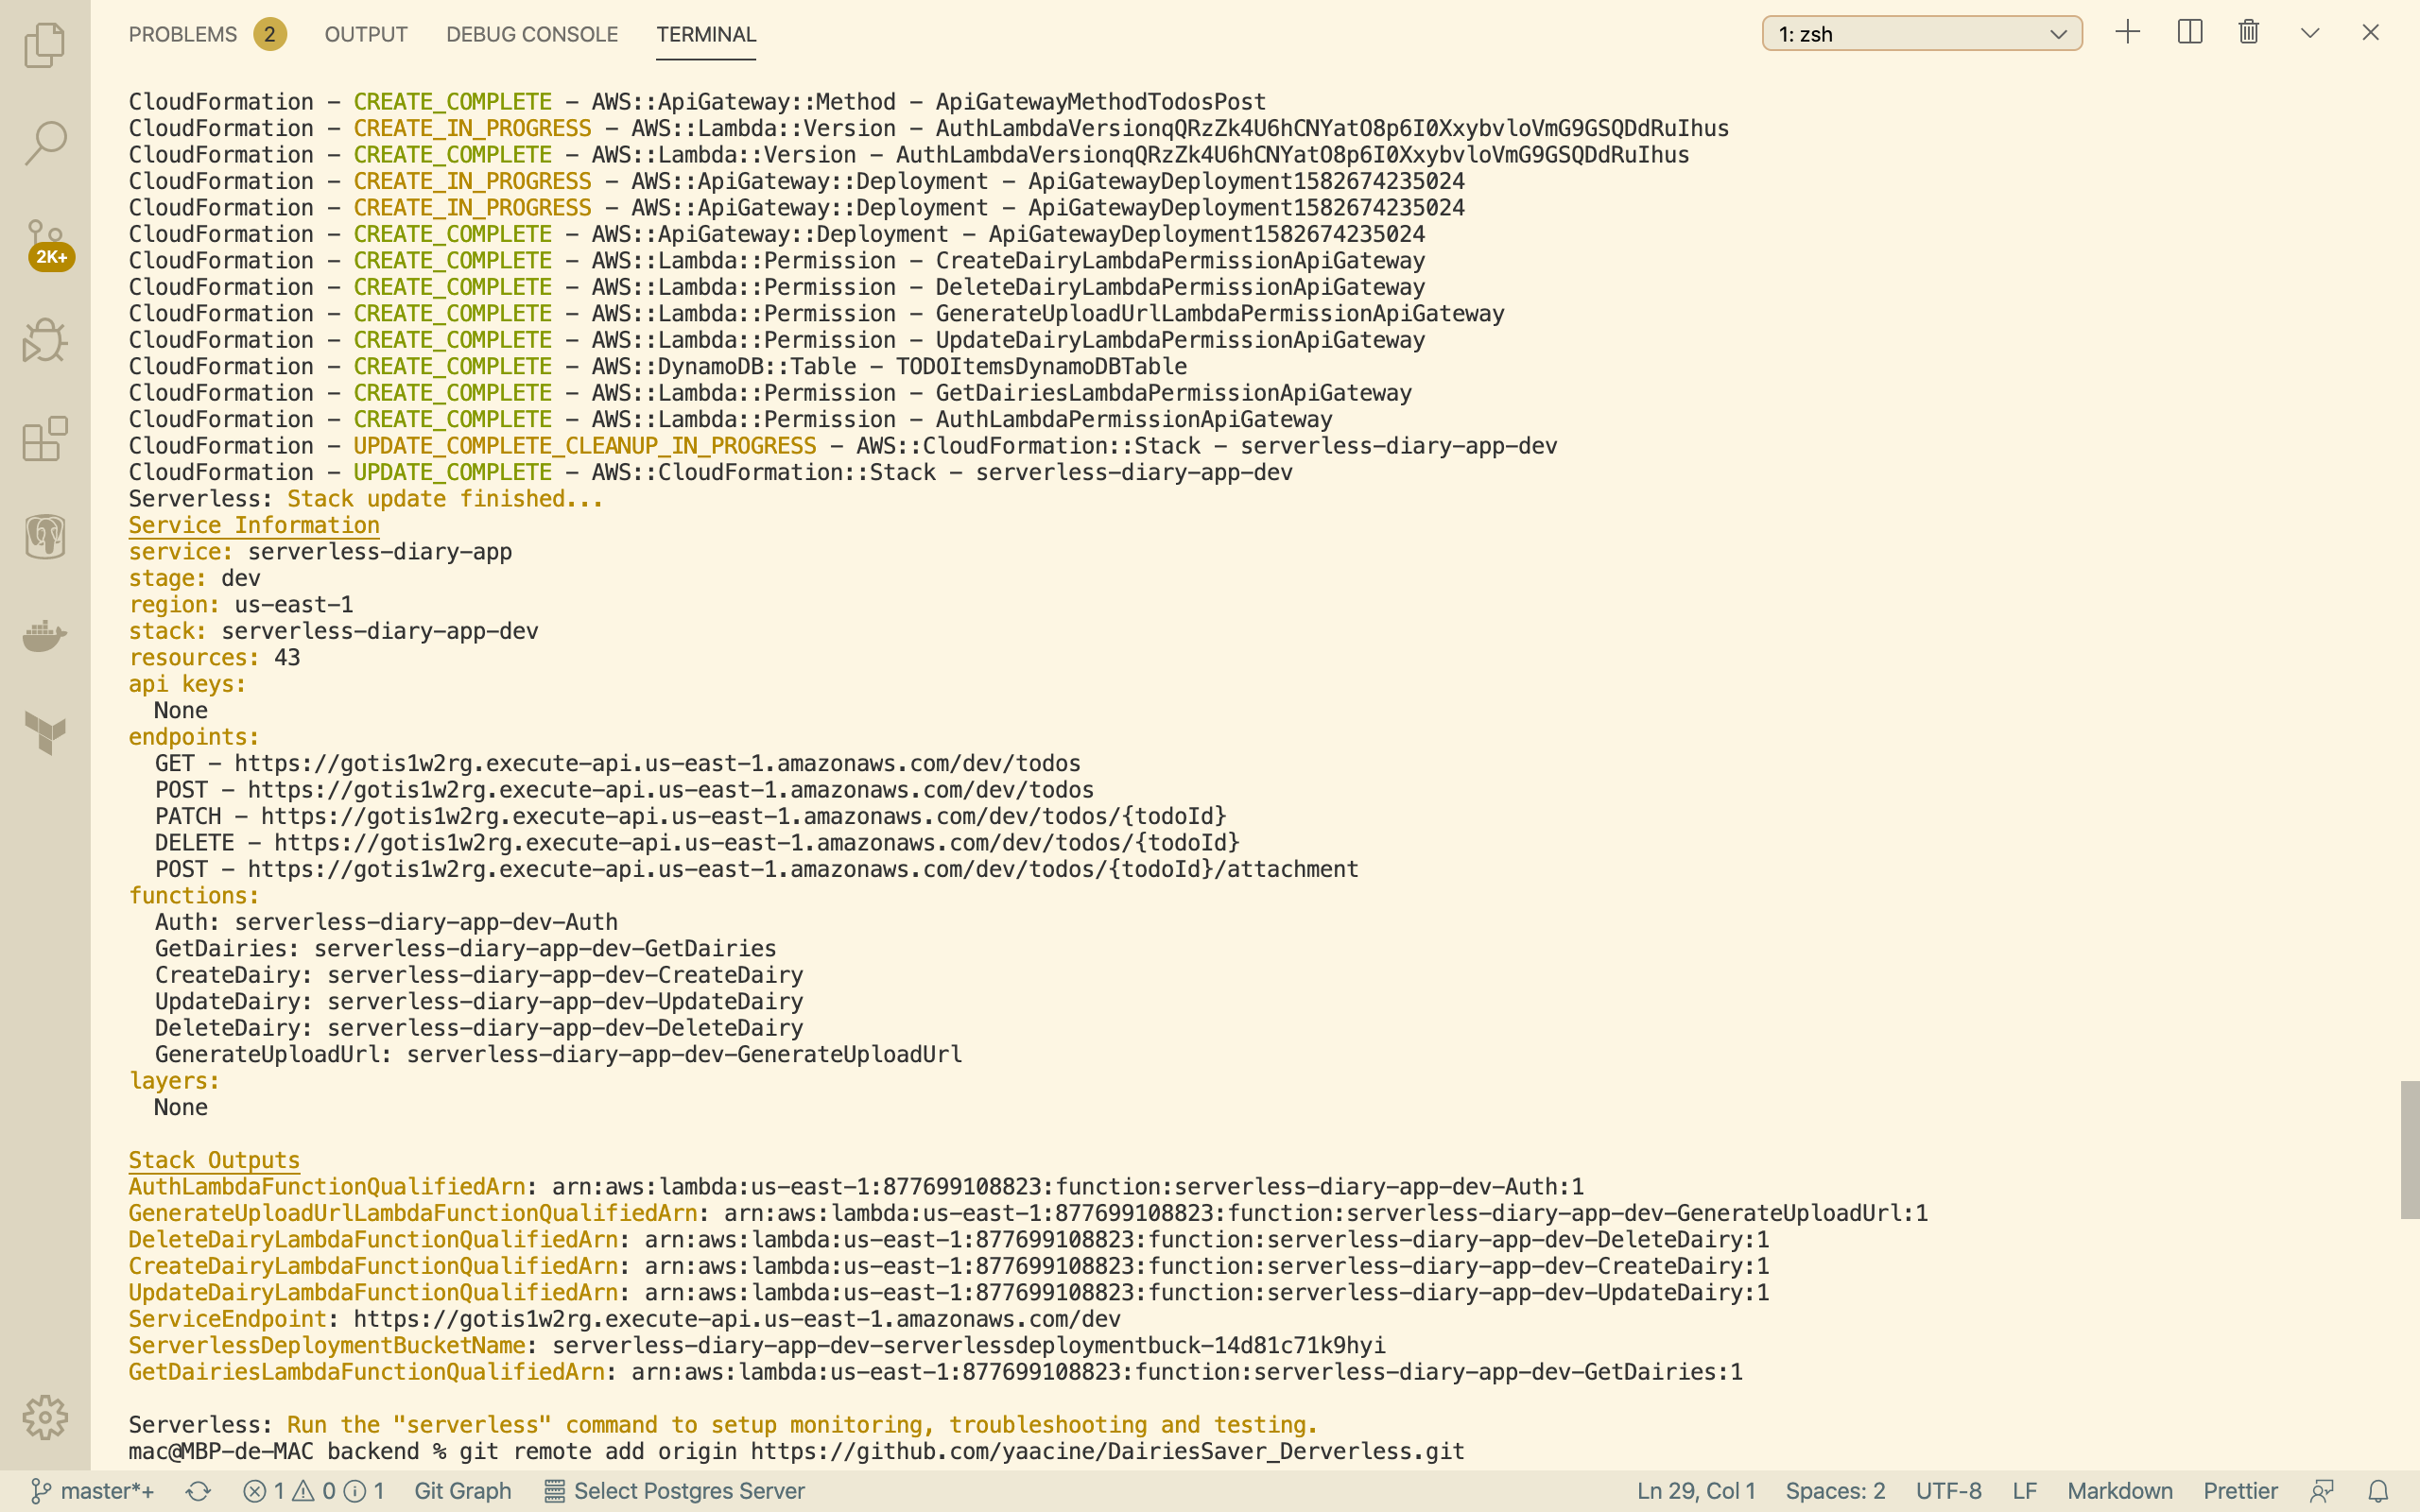 PROBLEMS 2 OUTPUT DEBUG CONSOLE TERMINAL 1: zsh
CloudFormation – CREATE_COMPLETE – AWS::ApiGateway::Method – ApiGatewayMethodTodosPost
CloudFormation – CREATE_IN_PROGRESS – AWS::Lambda::Version – AuthLambdaVersionqQRzZk4U6hCNYatO8p6I0XxybvloVmG9GSQDdRuIhus
CloudFormation – CREATE_COMPLETE – AWS::Lambda::Version – AuthLambdaVersionqQRzZk4U6hCNYatO8p6I0XxybvloVmG9GSQDdRuIhus
CloudFormation – CREATE_IN_PROGRESS – AWS::ApiGateway::Deployment – ApiGatewayDeployment1582674235024
CloudFormation – CREATE_IN_PROGRESS – AWS::ApiGateway::Deployment – ApiGatewayDeployment1582674235024
CloudFormation – CREATE_COMPLETE – AWS::ApiGateway::Deployment – ApiGatewayDeployment1582674235024
CloudFormation – CREATE_COMPLETE – AWS::Lambda::Permission – CreateDairyLambdaPermissionApiGateway
CloudFormation – CREATE_COMPLETE – AWS::Lambda::Permission – DeleteDairyLambdaPermissionApiGateway
CloudFormation – CREATE_COMPLETE – AWS::Lambda::Permission – GenerateUploadUrlLambdaPermissionApiGateway
CloudFormation – CREATE_COMPLETE – AWS::Lambda::Permission – UpdateDairyLambdaPermissionApiGateway
CloudFormation – CREATE_COMPLETE – AWS::DynamoDB::Table – TODOItemsDynamoDBTable
CloudFormation – CREATE_COMPLETE – AWS::Lambda::Permission – GetDairiesLambdaPermissionApiGateway
CloudFormation – CREATE_COMPLETE – AWS::Lambda::Permission – AuthLambdaPermissionApiGateway
CloudFormation – UPDATE_COMPLETE_CLEANUP_IN_PROGRESS – AWS::CloudFormation::Stack – serverless-diary-app-dev
CloudFormation – UPDATE_COMPLETE – AWS::CloudFormation::Stack – serverless-diary-app-dev
Serverless: Stack update finished...
Service Information
service: serverless-diary-app
stage: dev
region: us-east-1
stack: serverless-diary-app-dev
resources: 43
api keys:
None
endpoints:
GET – https://gotis1w2rg.execute-api.us-east-1.amazonaws.com/dev/todos
POST – https://gotis1w2rg.execute-api.us-east-1.amazonaws.com/dev/todos
PATCH – https://gotis1w2rg.execute-api.us-east-1.amazonaws.com/dev/todos/{todoId}
DELETE – https://gotis1w2rg.execute-api.us-east-1.amazonaws.com/dev/todos/{todoId}
POST – https://gotis1w2rg.execute-api.us-east-1.amazonaws.com/dev/todos/{todoId}/attachment
functions:
Auth: serverless-diary-app-dev-Auth
GetDairies: serverless-diary-app-dev-GetDairies
CreateDairy: serverless-diary-app-dev-CreateDairy
UpdateDairy: serverless-diary-app-dev-UpdateDairy
DeleteDairy: serverless-diary-app-dev-DeleteDairy
GenerateUploadUrl: serverless-diary-app-dev-GenerateUploadUrl
layers:
None
Stack Outputs
AuthLambdaFunctionQualifiedArn: arn:aws:lambda:us-east-1:877699108823:function:serverless-diary-app-dev-Auth:1
GenerateUploadUrlLambdaFunctionQualifiedArn: arn:aws:lambda:us-east-1:877699108823:function:serverless-diary-app-dev-GenerateUploadUrl:1
DeleteDairyLambdaFunctionQualifiedArn: arn:aws:lambda:us-east-1:877699108823:function:serverless-diary-app-dev-DeleteDairy:1
CreateDairyLambdaFunctionQualifiedArn: arn:aws:lambda:us-east-1:877699108823:function:serverless-diary-app-dev-CreateDairy:1
UpdateDairyLambdaFunctionQualifiedArn: arn:aws:lambda:us-east-1:877699108823:function:serverless-diary-app-dev-UpdateDairy:1
ServiceEndpoint: https://gotis1w2rg.execute-api.us-east-1.amazonaws.com/dev
ServerlessDeploymentBucketName: serverless-diary-app-dev-serverlessdeploymentbuck-14d81c71k9hyi
GetDairiesLambdaFunctionQualifiedArn: arn:aws:lambda:us-east-1:877699108823:function:serverless-diary-app-dev-GetDairies:1
Serverless: Run the "serverless" command to setup monitoring, troubleshooting and testing.
mac@MBP-de-MAC backend % git remote add origin https://github.com/yaacine/DairiesSaver_Derverless.git
2K+
master*+ 1 0 1 Git Graph Select Postgres Server Ln 29, Col 1 Spaces: 2 UTF-8 LF Markdown Prettier